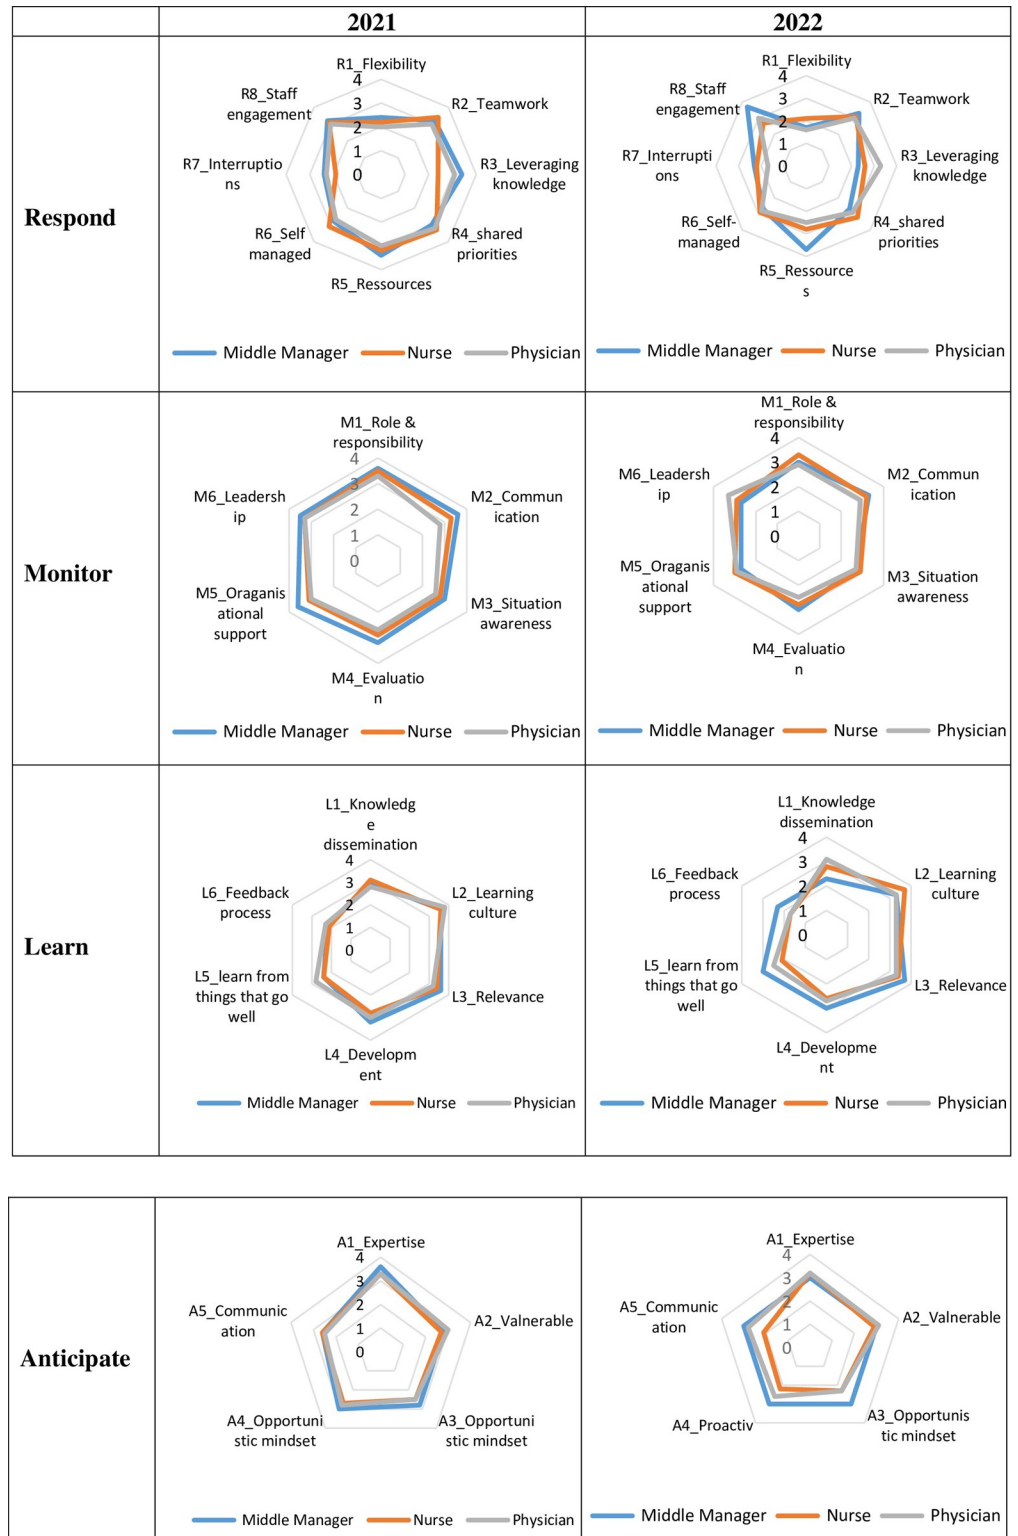 2021
2022
Respond
R1_Flexibility
R2_Teamwork
R3_Leveraging
knowledge
R4_shared
priorities
R5_Ressources
R6_Self
managed
R7_Interruptio
ns
R8_Staff
engagement
4
3
2
1
0
Middle Manager
Nurse
Physician
R1_Flexibility
R2_Teamwork
R3_Leveraging
knowledge
R4_shared
priorities
R5_Ressource
s
R6_Self-
managed
R7_Interrupti
ons
R8_Staff
engagement
4
3
2
1
0
Middle Manager
Nurse
Physician
Monitor
M1_Role &
responsibility
M2_Commun
ication
M3_Situation
awareness
M4_Evaluatio
n
M5_Oraganis
ational
support
M6_Leadersh
ip
4
3
2
1
0
Middle Manager
Nurse
Physician
M1_Role &
responsibility
M2_Commun
ication
M3_Situation
awareness
M4_Evaluatio
n
M5_Oraganis
ational
support
M6_Leadersh
ip
4
3
2
1
0
Middle Manager
Nurse
Physician
Learn
L1_Knowledg
e
dissemination
L2_Learning
culture
L3_Relevance
L4_Developm
ent
L5_learn from
things that go
well
L6_Feedback
process
4
3
2
1
0
Middle Manager
Nurse
Physician
L1_Knowledge
dissemination
L2_Learning
culture
L3_Relevance
L4_Developme
nt
L5_learn from
things that go
well
L6_Feedback
process
4
3
2
1
0
Middle Manager
Nurse
Physician
Anticipate
A1_Expertise
A2_Valnerable
A3_Opportuni
stic mindset
A4_Opportuni
stic mindset
A5_Communic
ation
4
3
2
1
0
Middle Manager
Nurse
Physician
A1_Expertise
A2_Valnerable
A3_Opportunis
tic mindset
A4_Proactiv
A5_Communic
ation
4
3
2
1
0
Middle Manager
Nurse
Physician